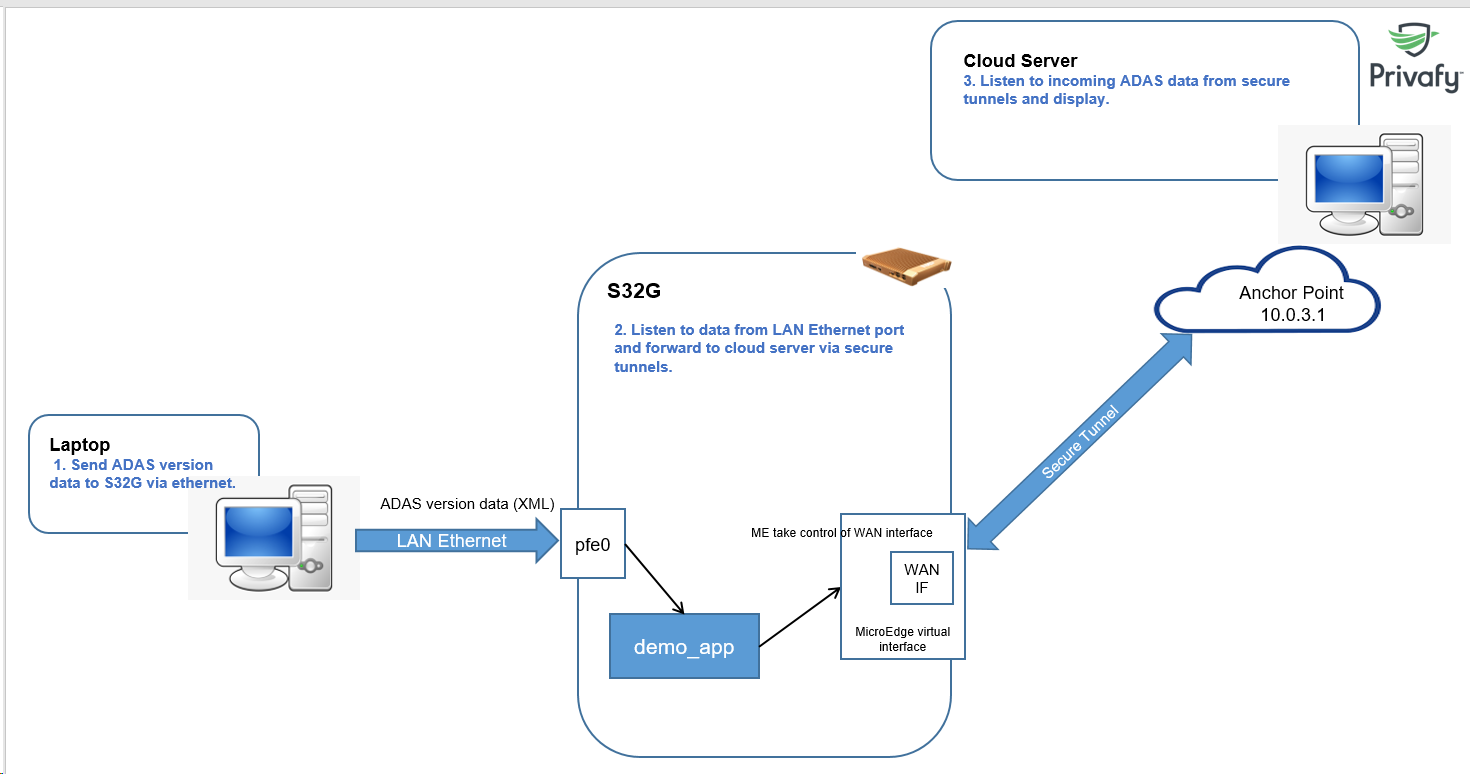 Privafy
Cloud Server
3. Listen to incoming ADAS data from secure
tunnels and display.
Anchor Point
10.0.3.1
S32G
2. Listen to data from LAN Ethernet port
and forward to cloud server via secure
tunnels.
Secure Tunnel
Laptop
1. Send ADAS version
data to S32G via ethernet.
ADAS version data (XML)
LAN Ethernet
pfe0
ME take control of WAN interface
WAN
IF
MicroEdge virtual
interface
demo_app